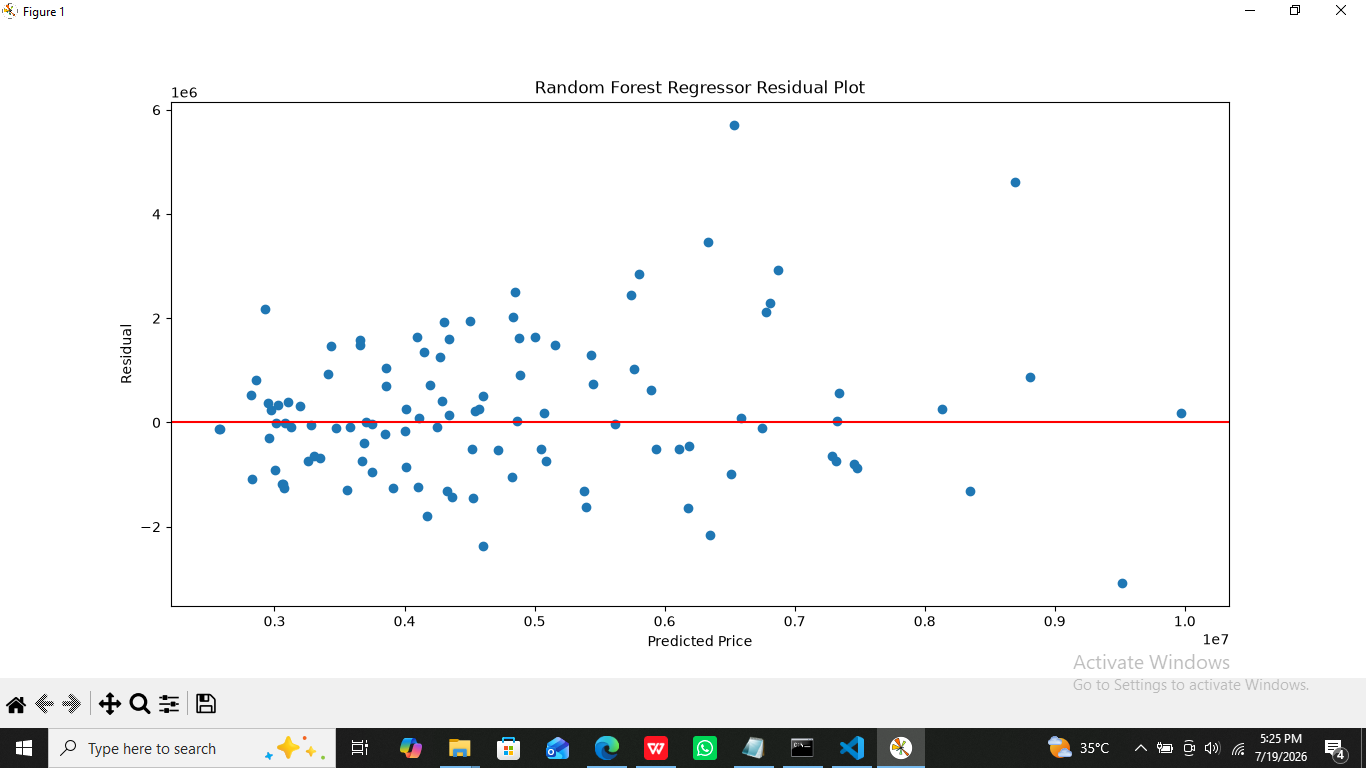 Figure 1
Random Forest Regressor Residual Plot
1e6
6
4
2
0
−2
Residual
0.3 0.4 0.5 0.6 0.7 0.8 0.9 1.0
1e7
Predicted Price
Activate Windows
Go to Settings to activate Windows.
Type here to search
35°C
5:25 PM
7/19/2026
4